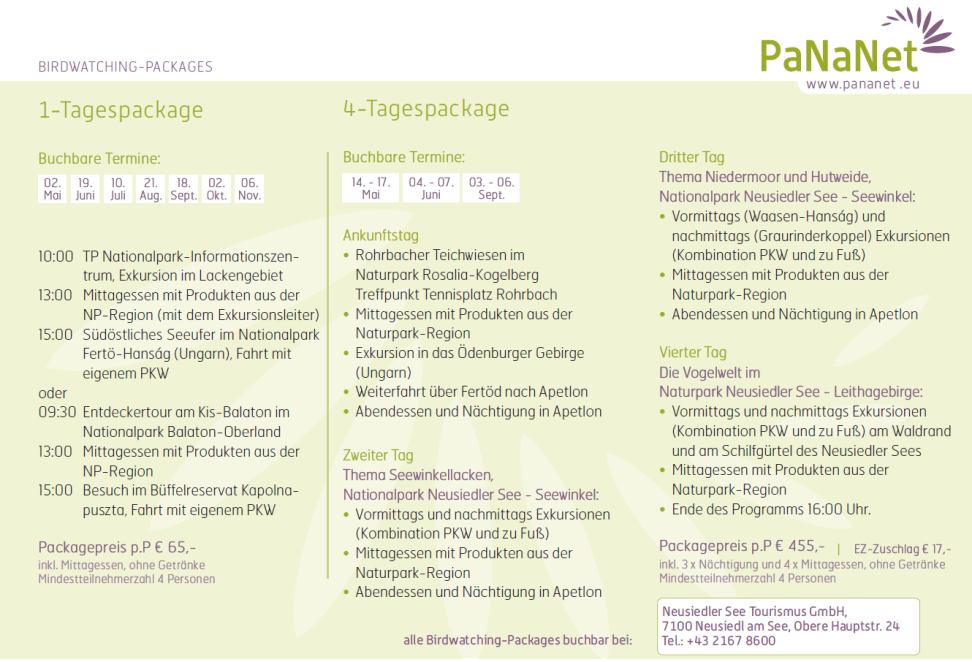 PaNaNet
www.pananet .eu
BIRDWATCHING-PACKAGES
1-Tagespackage
Buchbare Termine:
02. Mai
19. Juni
10. Juli
21. Aug.
18. Sept.
02. Okt.
06. Nov.
10:00 TP Nationalpark-Informationszen-
trum, Exkursion im Lackengebiet
13:00 Mittagessen mit Produkten aus der
NP-Region (mit dem Exkursionsleiter)
15:00 Südöstliches Seeufer im Nationalpark
Fertö-Hanság (Ungarn), Fahrt mit
eigenem PKW
oder
09:30 Entdeckertour am Kis-Balaton im
Nationalpark Balaton-Oberland
13:00 Mittagessen mit Produkten aus der
NP-Region
15:00 Besuch im Büffelreservat Kapolna-
puszta, Fahrt mit eigenem PKW
Packagepreis p.P € 65,-
inkl. Mittagessen, ohne Getränke
Mindestteilnehmerzahl 4 Personen
4-Tagespackage
Buchbare Termine:
14. - 17. Mai
04. - 07. Juni
03. - 06. Sept.
Ankunftstag
• Rohrbacher Teichwiesen im
Naturpark Rosalia-Kogelberg
Treffpunkt Tennisplatz Rohrbach
• Mittagessen mit Produkten aus der
Naturpark-Region
• Exkursion in das Ödenburger Gebirge
(Ungarn)
• Weiterfahrt über Fertöd nach Apetlon
• Abendessen und Nächtigung in Apetlon
Zweiter Tag
Thema Seewinkellacken,
Nationalpark Neusiedler See - Seewinkel:
• Vormittags und nachmittags Exkursionen
(Kombination PKW und zu Fuß)
• Mittagessen mit Produkten aus der
Naturpark-Region
• Abendessen und Nächtigung in Apetlon
Dritter Tag
Thema Niedermoor und Hutweide,
Nationalpark Neusiedler See - Seewinkel:
• Vormittags (Waasen-Hanság) und
nachmittags (Graurinderkoppel) Exkursionen
(Kombination PKW und zu Fuß)
• Mittagessen mit Produkten aus der
Naturpark-Region
• Abendessen und Nächtigung in Apetlon
Vierter Tag
Die Vogelwelt im
Naturpark Neusiedler See - Leithagebirge:
• Vormittags und nachmittags Exkursionen
(Kombination PKW und zu Fuß) am Waldrand
und am Schilfgürtel des Neusiedler Sees
• Mittagessen mit Produkten aus der
Naturpark-Region
• Ende des Programms 16:00 Uhr.
Packagepreis p.P € 455,- | EZ-Zuschlag € 17,-
inkl. 3 x Nächtigung und 4 x Mittagessen, ohne Getränke
Mindestteilnehmerzahl 4 Personen
alle Birdwatching-Packages buchbar bei:
Neusiedler See Tourismus GmbH,
7100 Neusiedl am See, Obere Hauptstr. 24
Tel.: +43 2167 8600